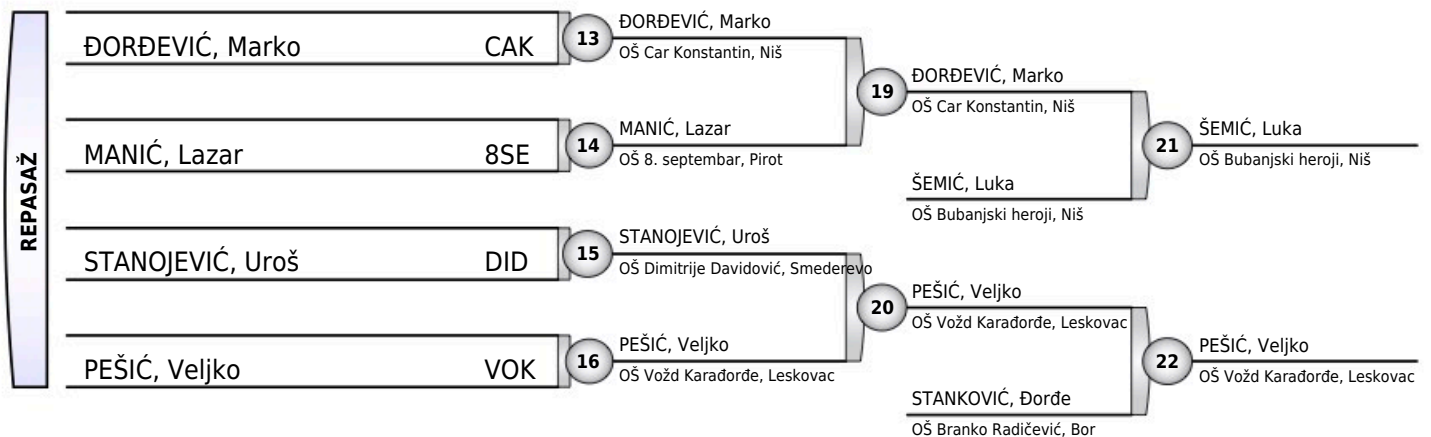 REPASAŽ
ĐORĐEVIĆ, Marko CAK
MANIĆ, Lazar 8SE
STANOJEVIĆ, Uroš DID
PEŠIĆ, Veljko VOK
13
ĐORĐEVIĆ, Marko
OŠ Car Konstantin, Niš
14
MANIĆ, Lazar
OŠ 8. septembar, Pirot
15
STANOJEVIĆ, Uroš
OŠ Dimitrije Davidović, Smederevo
16
PEŠIĆ, Veljko
OŠ Vožd Karađorđe, Leskovac
19
ĐORĐEVIĆ, Marko
OŠ Car Konstantin, Niš
ŠEMIĆ, Luka
OŠ Bubanjski heroji, Niš
20
PEŠIĆ, Veljko
OŠ Vožd Karađorđe, Leskovac
STANKOVIĆ, Đorđe
OŠ Branko Radičević, Bor
21
ŠEMIĆ, Luka
OŠ Bubanjski heroji, Niš
22
PEŠIĆ, Veljko
OŠ Vožd Karađorđe, Leskovac